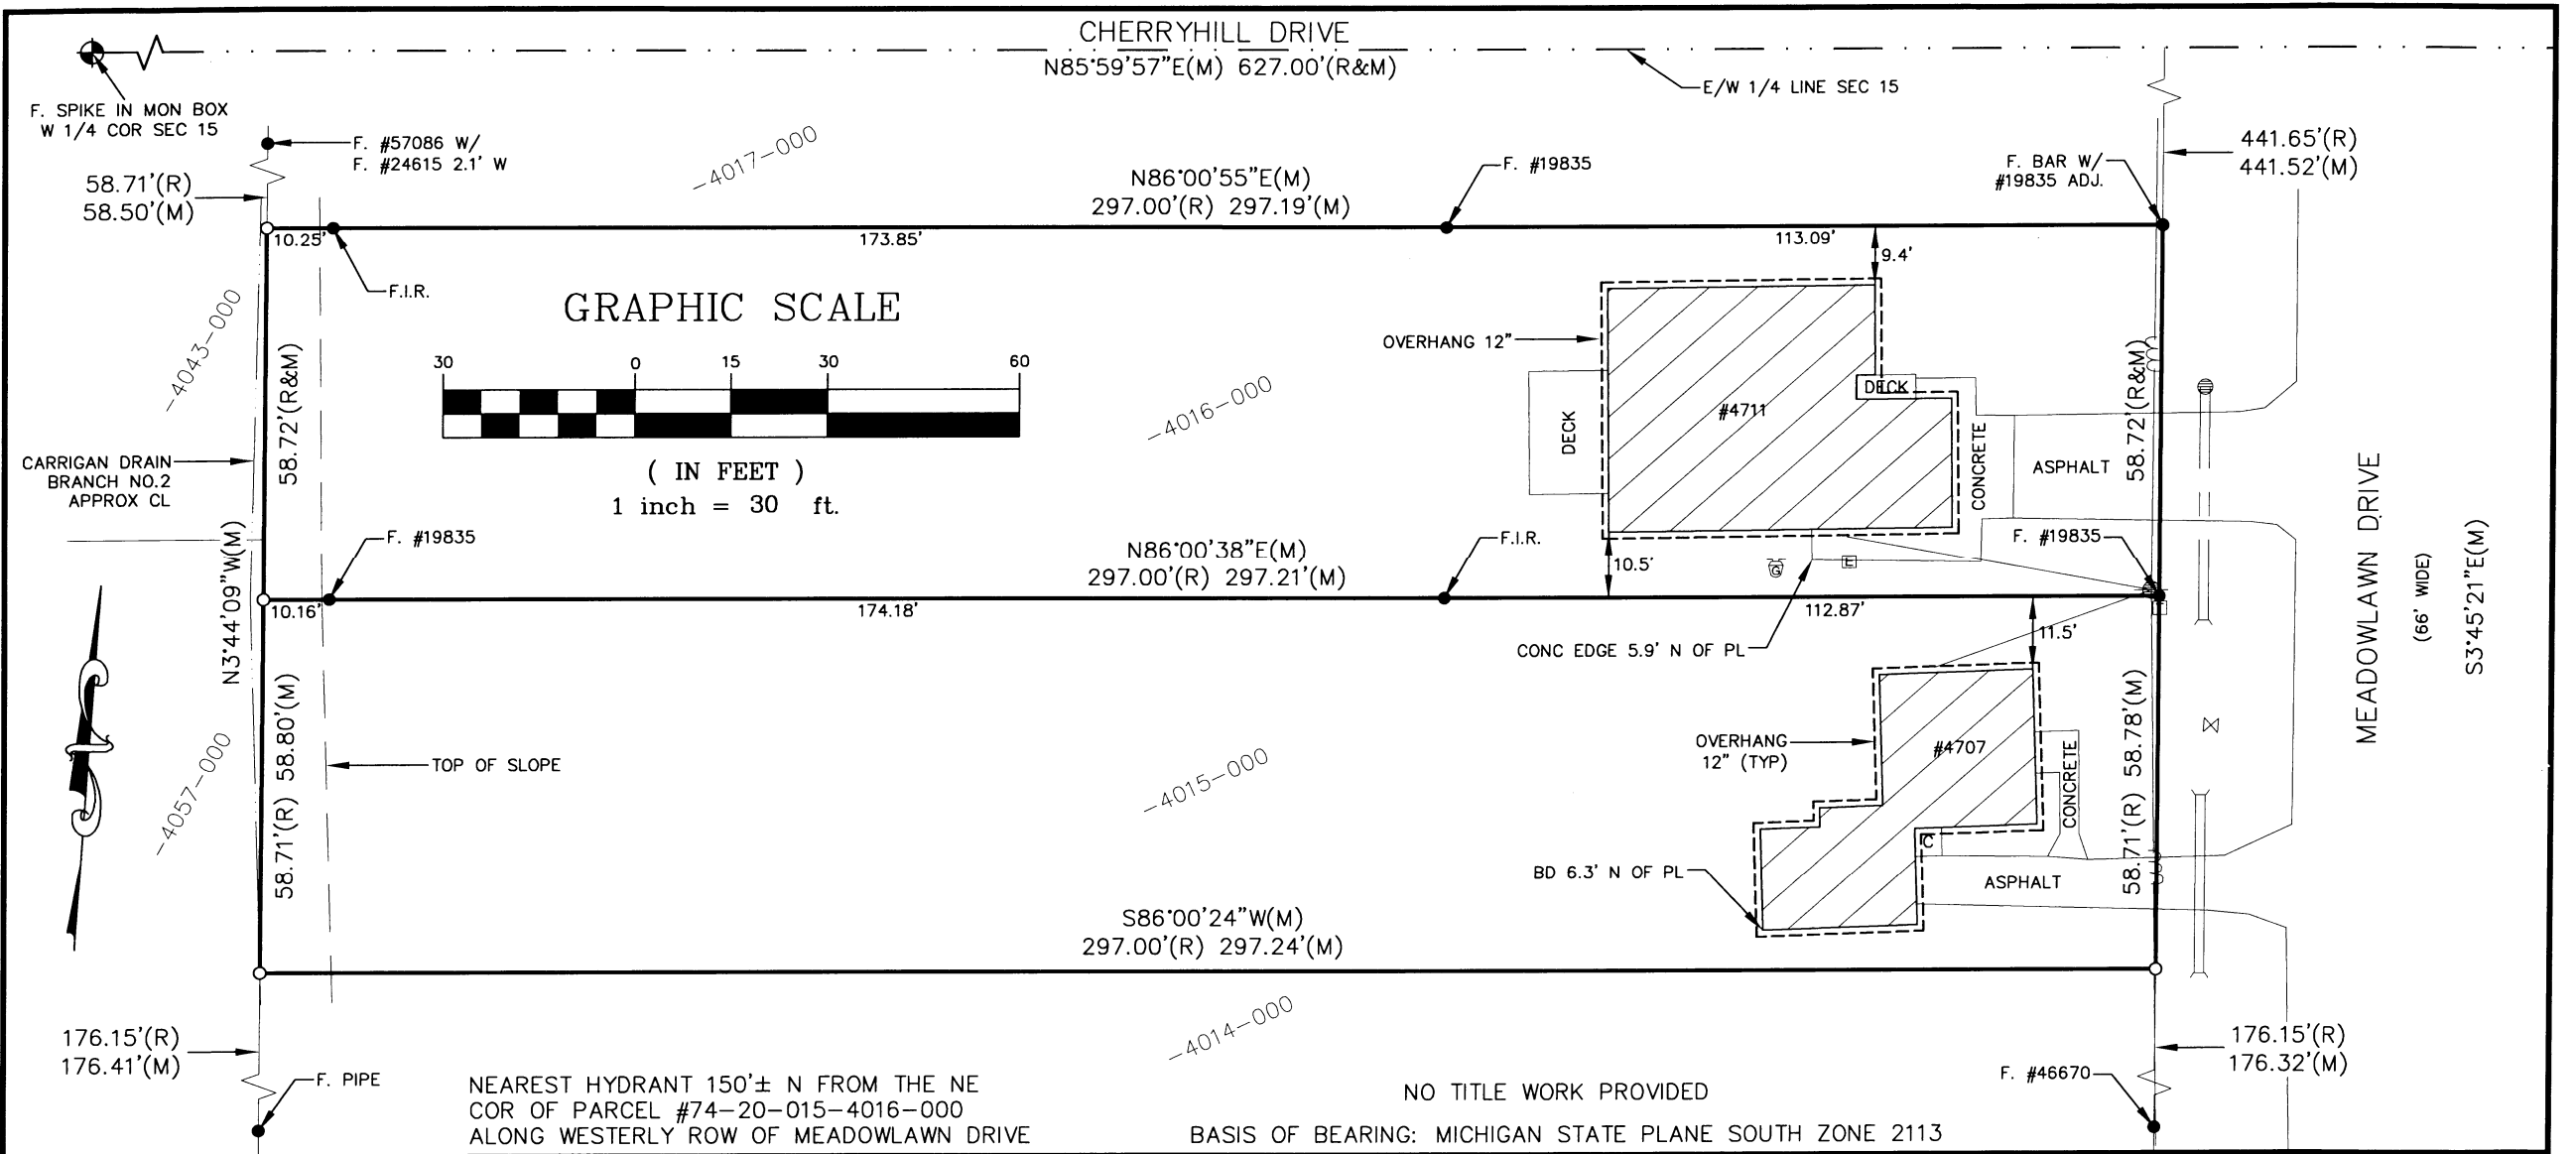 CHERRYHILL DRIVE
N85°59'57"E(M) 627.00'(R&M)
E/W 1/4 LINE SEC 15
F. SPIKE IN MON BOX
W 1/4 COR SEC 15
F. #57086 W/
F. #24615 2.1' W
58.71'(R)
58.50'(M)
-4017-000
N86°00'55"E(M)
297.00'(R) 297.19'(M)
F. #19835
F. BAR W/
#19835 ADJ.
441.65'(R)
441.52'(M)
10.25'
173.85'
113.09'
9.4'
F.I.R.
-4043-000
58.72'(R&M)
GRAPHIC SCALE
30 0 15 30 60
( IN FEET )
1 inch = 30 ft.
OVERHANG 12"
DECK
DECK
#4711
-4016-000
CONCRETE
ASPHALT
58.72'(R&M)
CARRIGAN DRAIN
BRANCH NO.2
APPROX CL
N3°44'09"W(M)
F. #19835
N86°00'38"E(M)
297.00'(R) 297.21'(M)
F.I.R.
10.5'
G
E
F. #19835
MEADOWLAWN DRIVE
(66' WIDE)
S3°45'21"E(M)
10.16'
174.18'
112.87'
T
11.5'
CONC EDGE 5.9' N OF PL
-4057-000
58.71'(R) 58.80'(M)
TOP OF SLOPE
-4015-000
OVERHANG
12" (TYP)
#4707
CONCRETE
58.71'(R) 58.78'(M)
C
ASPHALT
BD 6.3' N OF PL
S86°00'24"W(M)
297.00'(R) 297.24'(M)
-4014-000
176.15'(R)
176.41'(M)
F. PIPE
176.15'(R)
176.32'(M)
F. #46670
NEAREST HYDRANT 150'± N FROM THE NE
COR OF PARCEL #74-20-015-4016-000
ALONG WESTERLY ROW OF MEADOWLAWN DRIVE
NO TITLE WORK PROVIDED
BASIS OF BEARING: MICHIGAN STATE PLANE SOUTH ZONE 2113